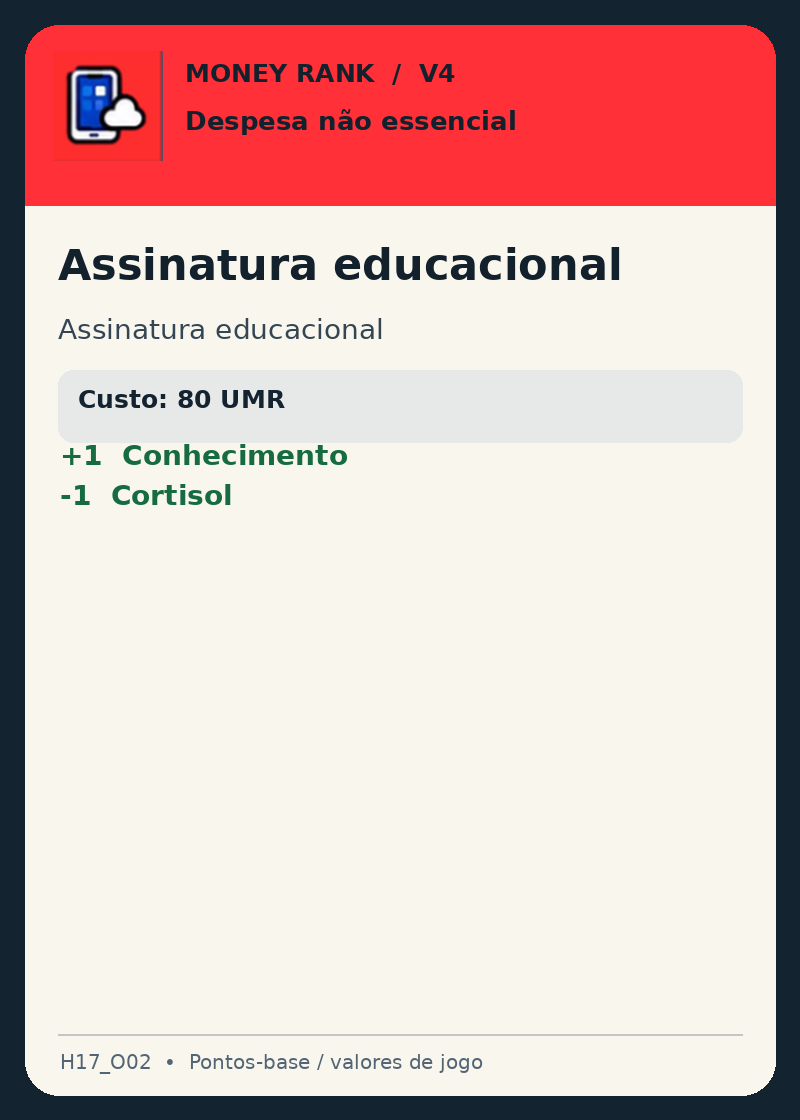 MONEY RANK / V4
Despesa não essencial
Assinatura educacional
Assinatura educacional
Custo: 80 UMR
+1 Conhecimento
-1 Cortisol
H17_O02 • Pontos-base / valores de jogo